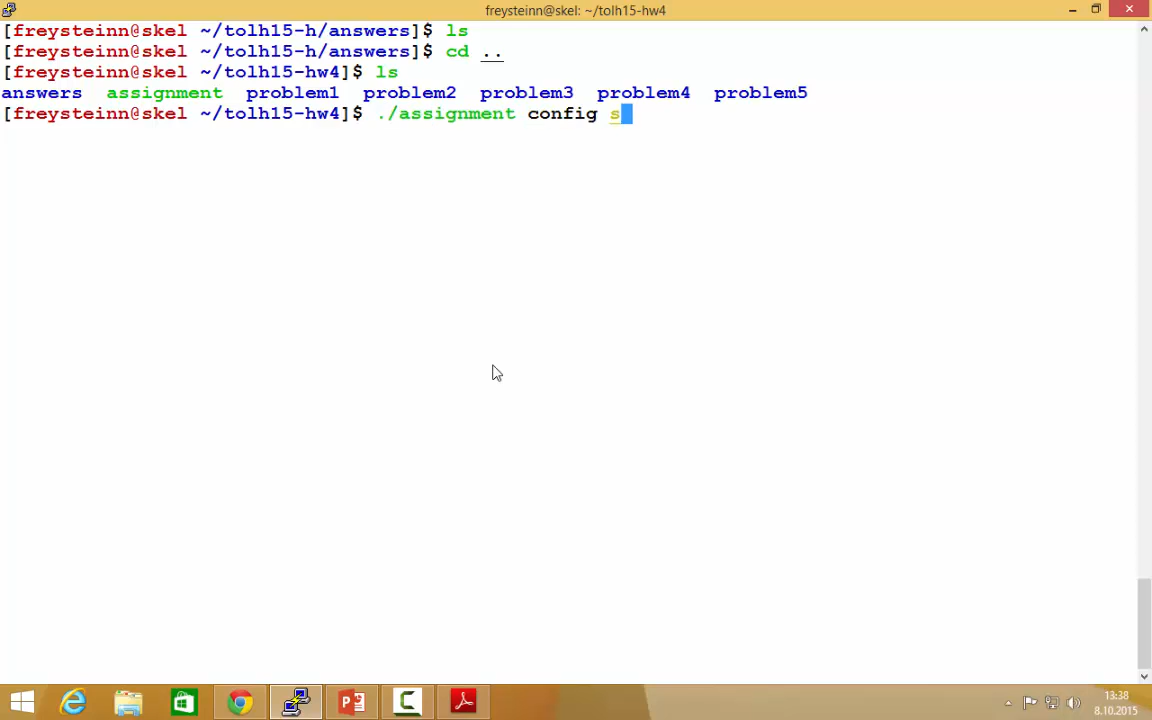 freysteinn@skel: ~/tolh15-hw4
[freysteinn@skel ~/tolh15-h/answers]$ ls
[freysteinn@skel ~/tolh15-h/answers]$ cd ..
[freysteinn@skel ~/tolh15-hw4]$ ls
answers assignment problem1 problem2 problem3 problem4 problem5
[freysteinn@skel ~/tolh15-hw4]$ ./assignment config s
13:38
8.10.2015